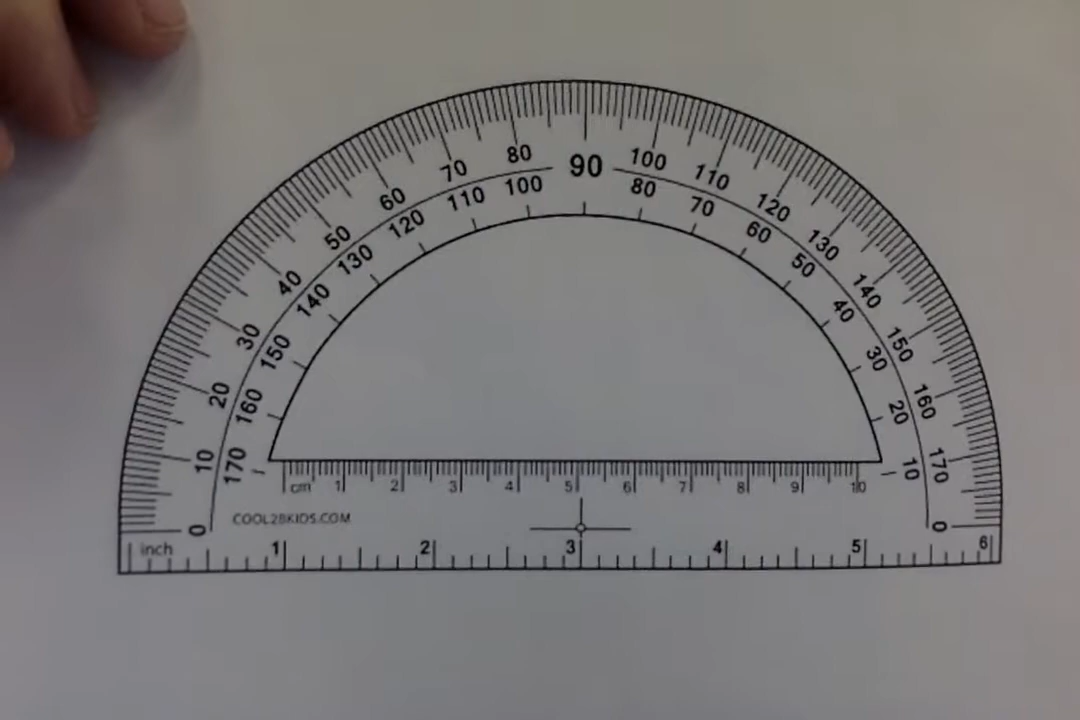 0 10 20 30 40 50 60 70 80 90 100 110 120 130 140 150 160 170 0
170 160 150 140 130 120 110 100 80 70 60 50 40 30 20 10
cm 1 2 3 4 5 6 7 8 9 10
COOL2BKIDS.COM
inch 1 2 3 4 5 6